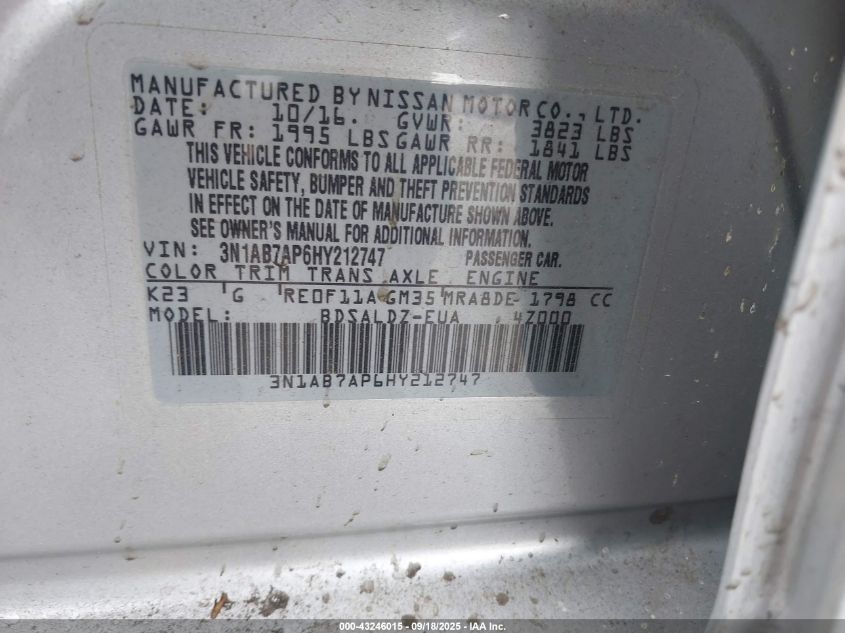 MANUFACTURED BY NISSAN MOTOR CO., LTD.
DATE: 10/16. GVWR: 3823 LBS
GAWR FR: 1995 LBS GAWR RR: 1841 LBS
THIS VEHICLE CONFORMS TO ALL APPLICABLE FEDERAL MOTOR
VEHICLE SAFETY, BUMPER AND THEFT PREVENTION STANDARDS
IN EFFECT ON THE DATE OF MANUFACTURE SHOWN ABOVE.
SEE OWNER'S MANUAL FOR ADDITIONAL INFORMATION.
VIN: 3N1AB7AP6HY212747 PASSENGER CAR.
COLOR TRIM TRANS AXLE ENGINE
K23 G RE0F11A GM35 MRA8DE 1798 CC
MODEL: BDSALDZ-EUA 4Z000
3N1AB7AP6HY212747
000-43246015 - 09/18/2025 - IAA Inc.